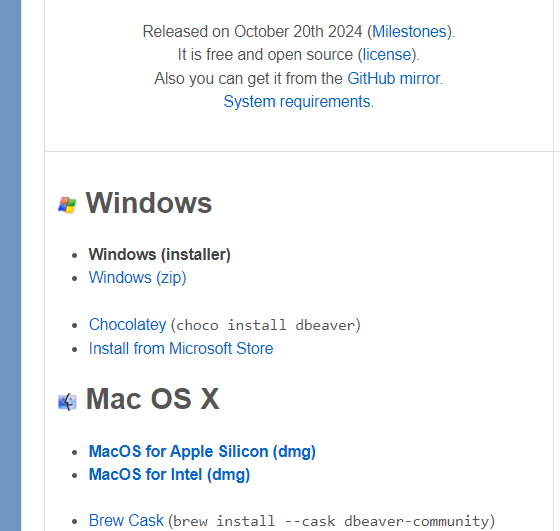 Released on October 20th 2024 (Milestones).
It is free and open source (license).
Also you can get it from the GitHub mirror.
System requirements.
Windows
Windows (installer)
Windows (zip)
Chocolatey (choco install dbeaver)
Install from Microsoft Store
Mac OS X
MacOS for Apple Silicon (dmg)
MacOS for Intel (dmg)
Brew Cask (brew install --cask dbeaver-community)